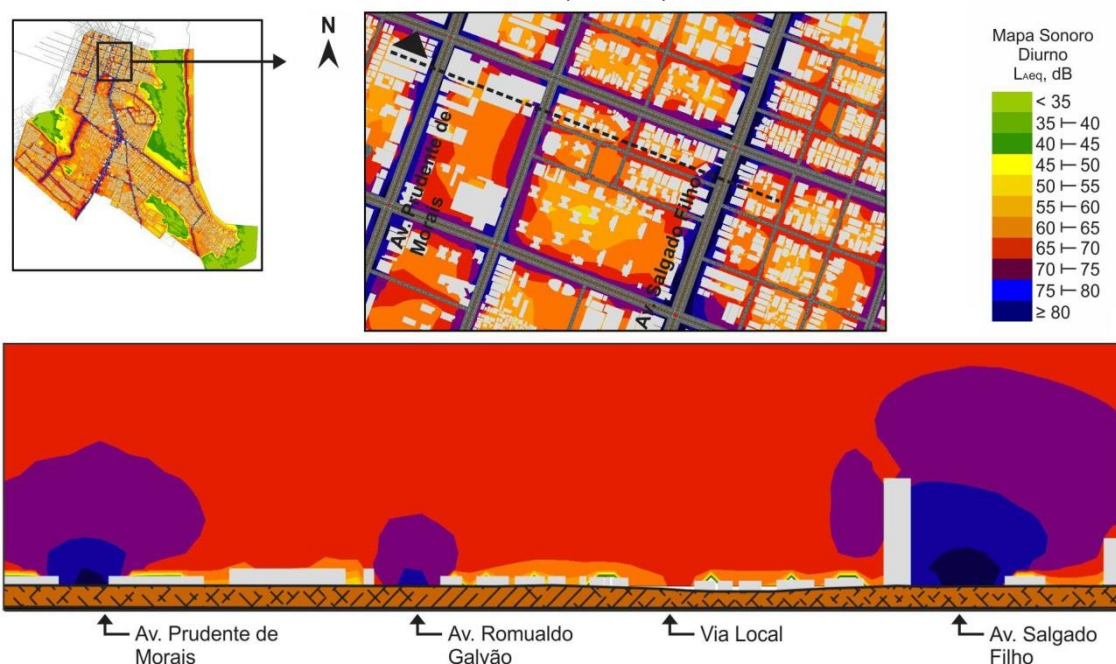 N
Mapa Sonoro
Diurno
LAeq, dB
< 35
35 ⊢ 40
40 ⊢ 45
45 ⊢ 50
50 ⊢ 55
55 ⊢ 60
60 ⊢ 65
65 ⊢ 70
70 ⊢ 75
75 ⊢ 80
≥ 80
Av. Prudente de
Morais
Av. Salgado Filho
Av. Prudente de
Morais
Av. Romualdo
Galvão
Via Local
Av. Salgado
Filho